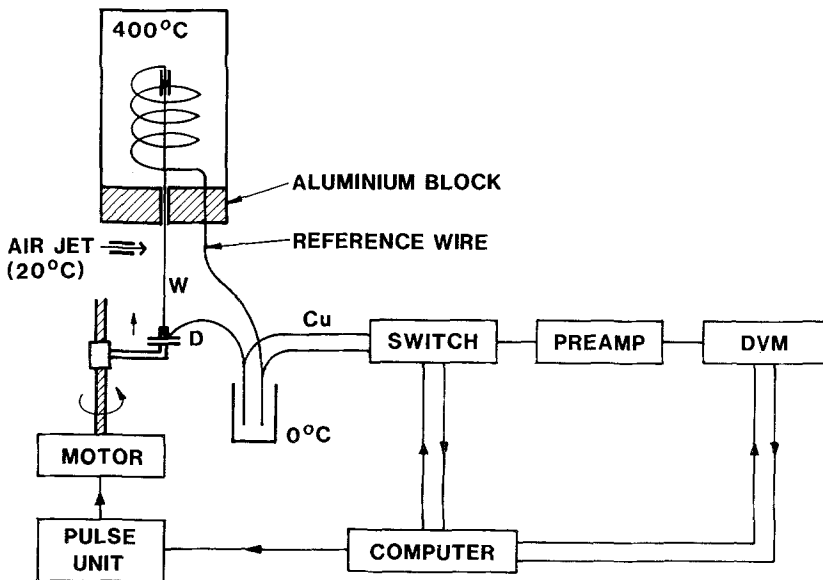 400°C
ALUMINIUM BLOCK
REFERENCE WIRE
AIR JET
(20°C)
W
D
Cu
SWITCH
PREAMP
DVM
0°C
MOTOR
PULSE
UNIT
COMPUTER